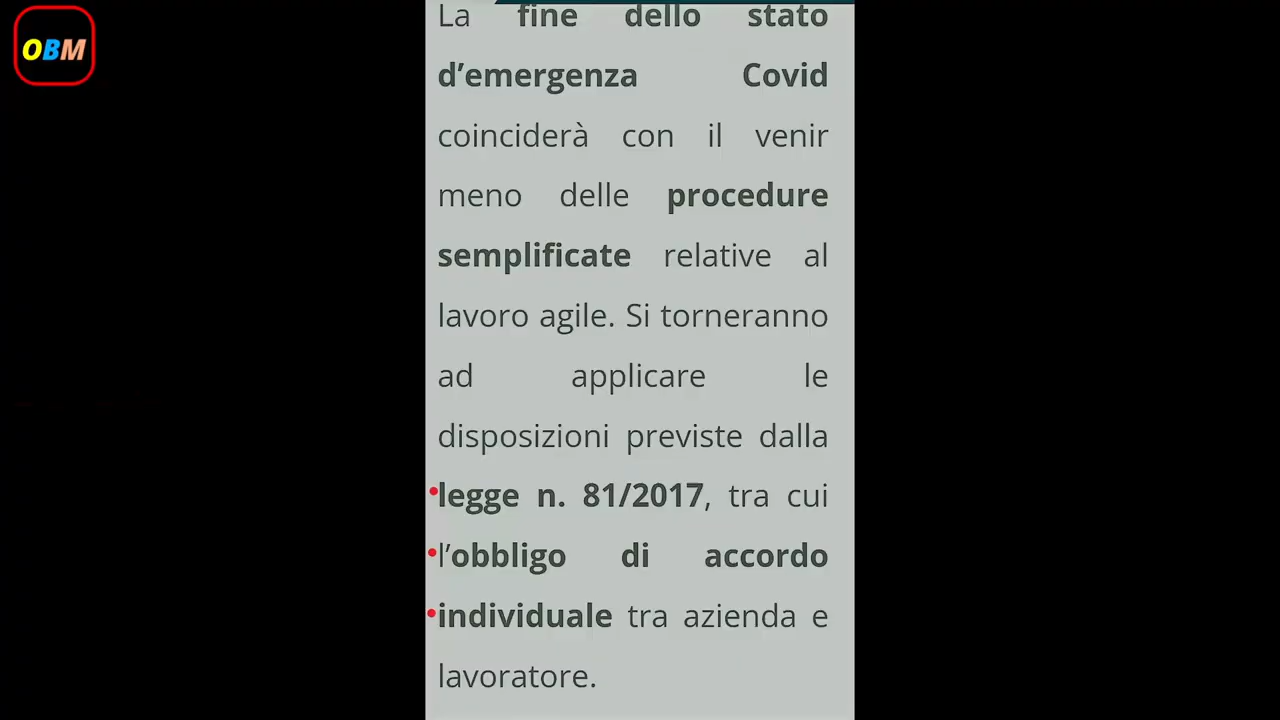 OBM
La fine dello stato
d’emergenza Covid
coinciderà con il venir
meno delle procedure
semplificate relative al
lavoro agile. Si torneranno
ad applicare le
disposizioni previste dalla
legge n. 81/2017, tra cui
l’obbligo di accordo
individuale tra azienda e
lavoratore.